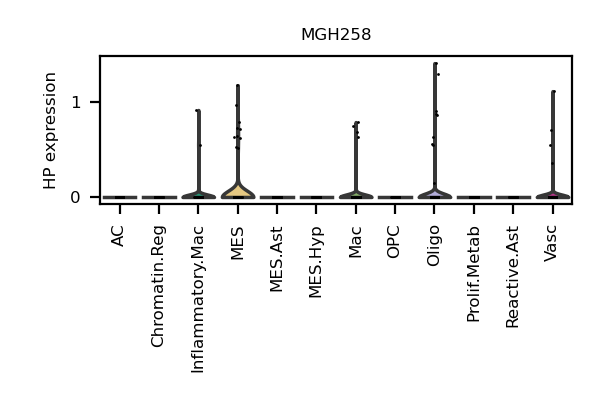 MGH258
HP expression
1
0
AC
Chromatin.Reg
Inflammatory.Mac
MES
MES.Ast
MES.Hyp
Mac
OPC
Oligo
Prolif.Metab
Reactive.Ast
Vasc